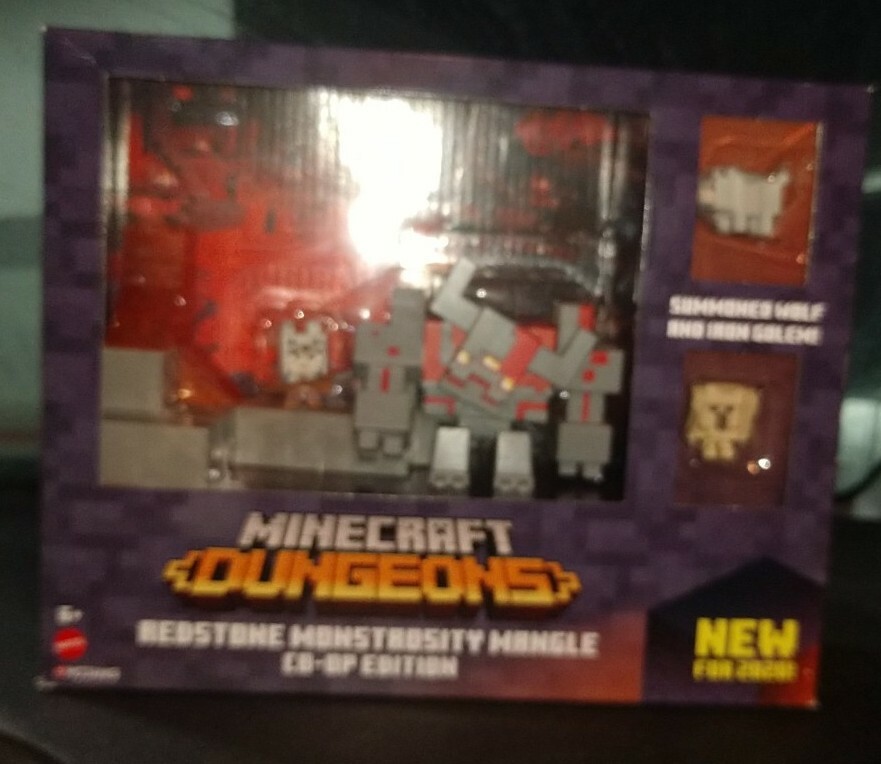 SUMMONED WOLF
AND IRON GOLEM!
MINECRAFT
DUNGEONS
6+
REDSTONE MONSTROSITY MANGLE
CO-OP EDITION
NEW
FOR 2020!